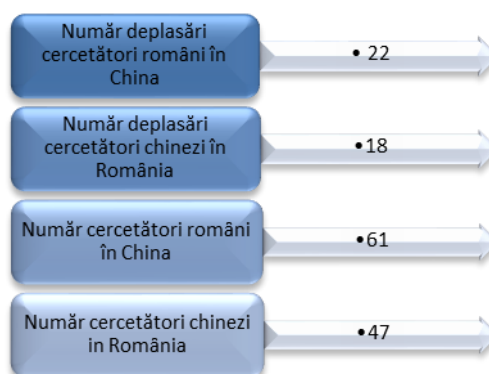 Număr deplasări
cercetători români în
China
• 22
Număr deplasări
cercetători chinezi în
România
•18
Număr cercetători români
în China
•61
Număr cercetători chinezi
in România
•47